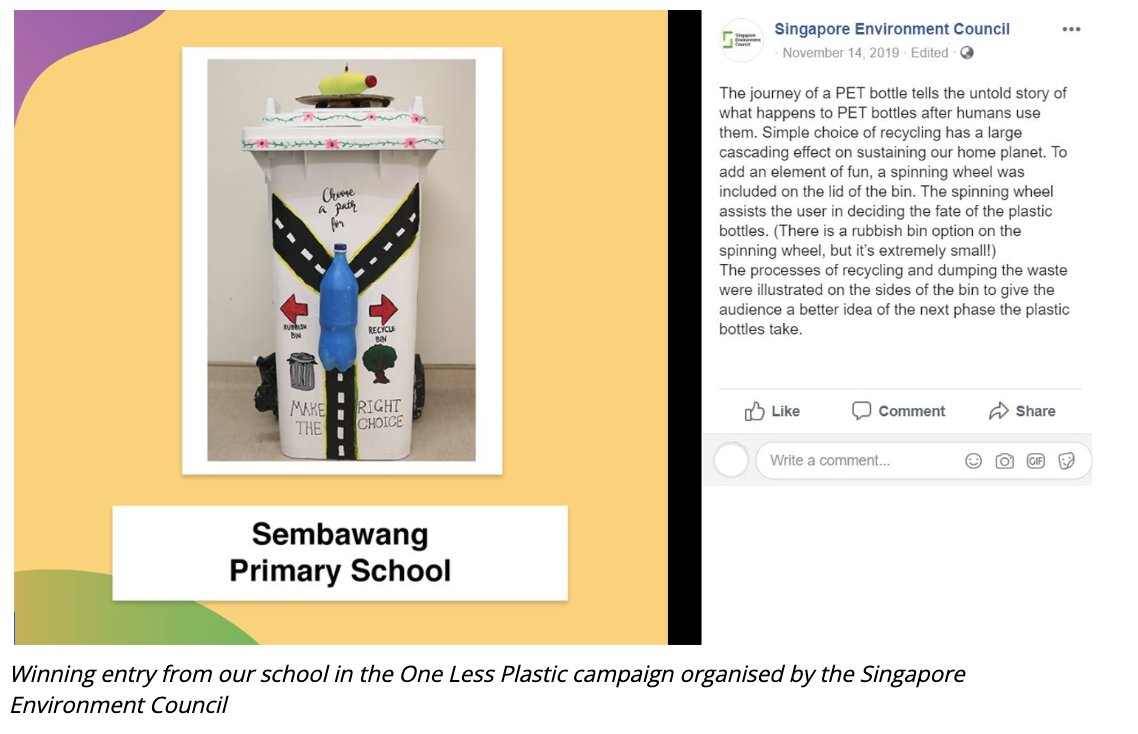 Choose
a path
for
RUBBISH
BIN
RECYCLE
BIN
MAKE
THE
RIGHT
CHOICE
Sembawang
Primary School
Singapore
Environment
Council
Singapore Environment Council
· November 14, 2019 · Edited ·
The journey of a PET bottle tells the untold story of
what happens to PET bottles after humans use
them. Simple choice of recycling has a large
cascading effect on sustaining our home planet. To
add an element of fun, a spinning wheel was
included on the lid of the bin. The spinning wheel
assists the user in deciding the fate of the plastic
bottles. (There is a rubbish bin option on the
spinning wheel, but it's extremely small!)
The processes of recycling and dumping the waste
were illustrated on the sides of the bin to give the
audience a better idea of the next phase the plastic
bottles take.
Like
Comment
Share
Write a comment...
GIF
Winning entry from our school in the One Less Plastic campaign organised by the Singapore
Environment Council